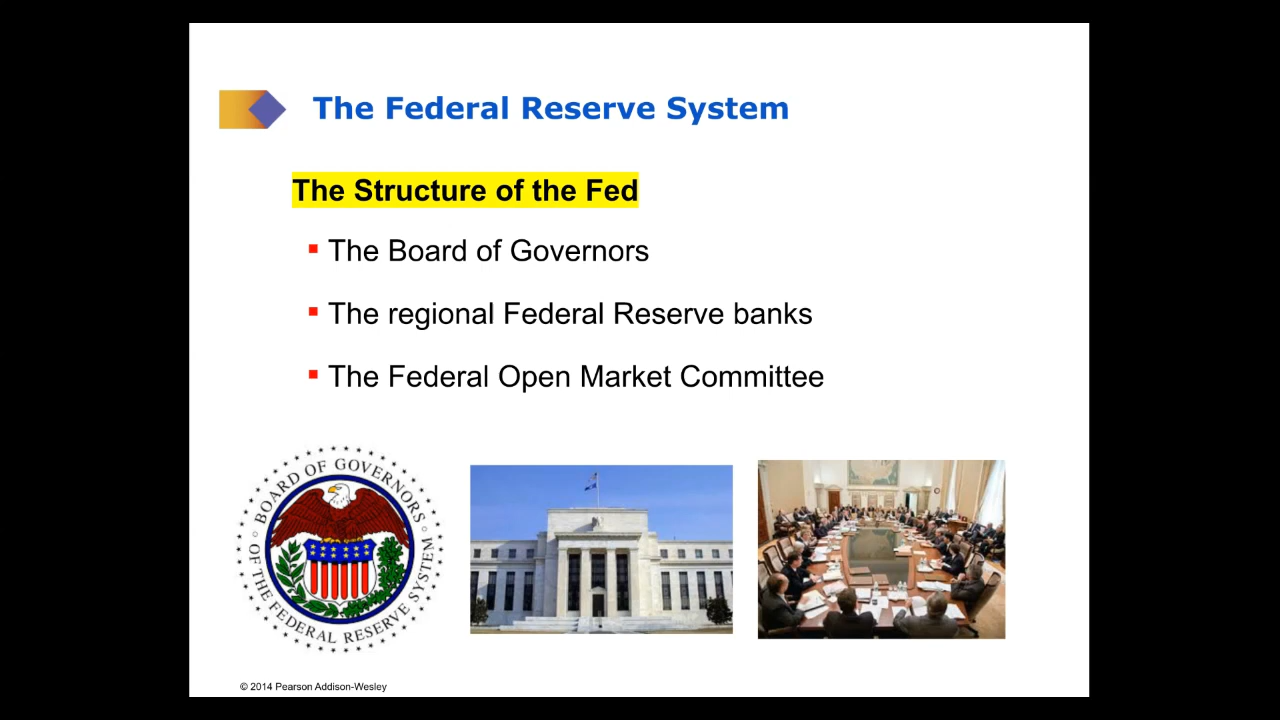 The Federal Reserve System
The Structure of the Fed
The Board of Governors
The regional Federal Reserve banks
The Federal Open Market Committee
BOARD OF GOVERNORS
OF THE FEDERAL RESERVE SYSTEM
© 2014 Pearson Addison-Wesley